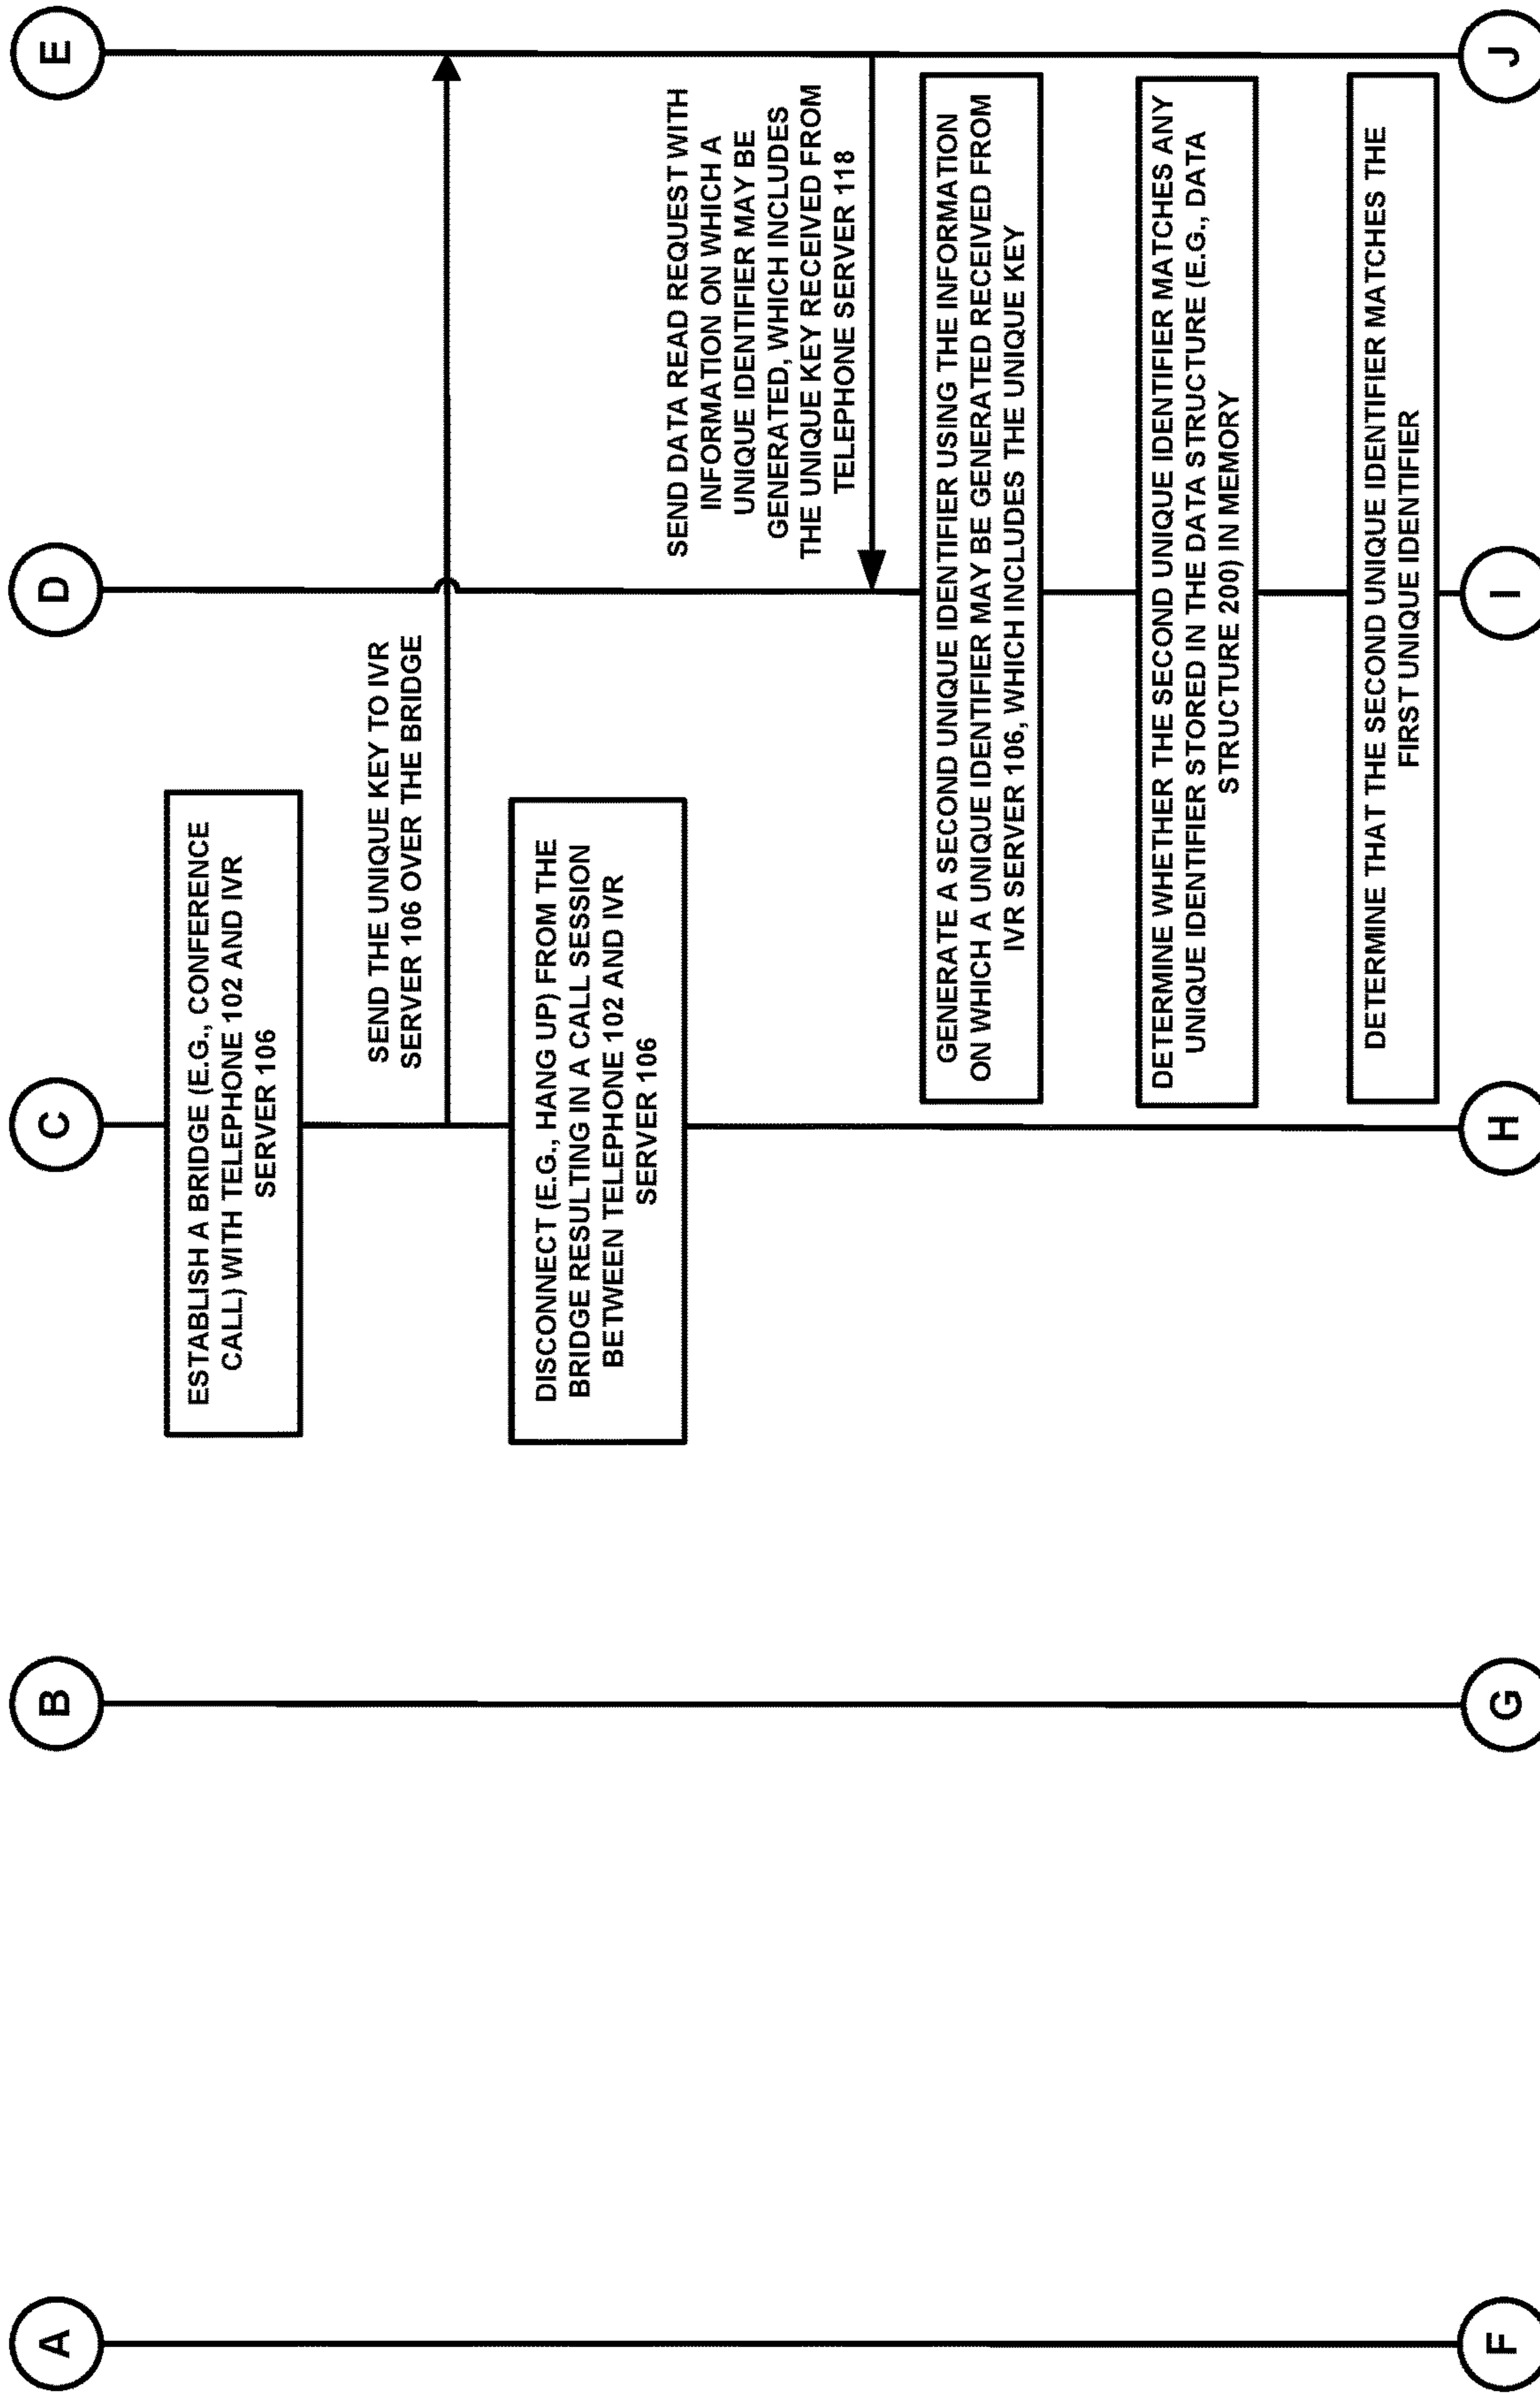 A
B
C
D
E
ESTABLISH A BRIDGE (E.G., CONFERENCE
CALL) WITH TELEPHONE 102 AND IVR
SERVER 106
SEND THE UNIQUE KEY TO IVR
SERVER 106 OVER THE BRIDGE
DISCONNECT (E.G., HANG UP) FROM THE
BRIDGE RESULTING IN A CALL SESSION
BETWEEN TELEPHONE 102 AND IVR
SERVER 106
SEND DATA READ REQUEST WITH
INFORMATION ON WHICH A
UNIQUE IDENTIFIER MAY BE
GENERATED, WHICH INCLUDES
THE UNIQUE KEY RECEIVED FROM
TELEPHONE SERVER 118
GENERATE A SECOND UNIQUE IDENTIFIER USING THE INFORMATION
ON WHICH A UNIQUE IDENTIFIER MAY BE GENERATED RECEIVED FROM
IVR SERVER 106, WHICH INCLUDES THE UNIQUE KEY
DETERMINE WHETHER THE SECOND UNIQUE IDENTIFIER MATCHES ANY
UNIQUE IDENTIFIER STORED IN THE DATA STRUCTURE (E.G., DATA
STRUCTURE 200) IN MEMORY
DETERMINE THAT THE SECOND UNIQUE IDENTIFIER MATCHES THE
FIRST UNIQUE IDENTIFIER
F
G
H
I
J